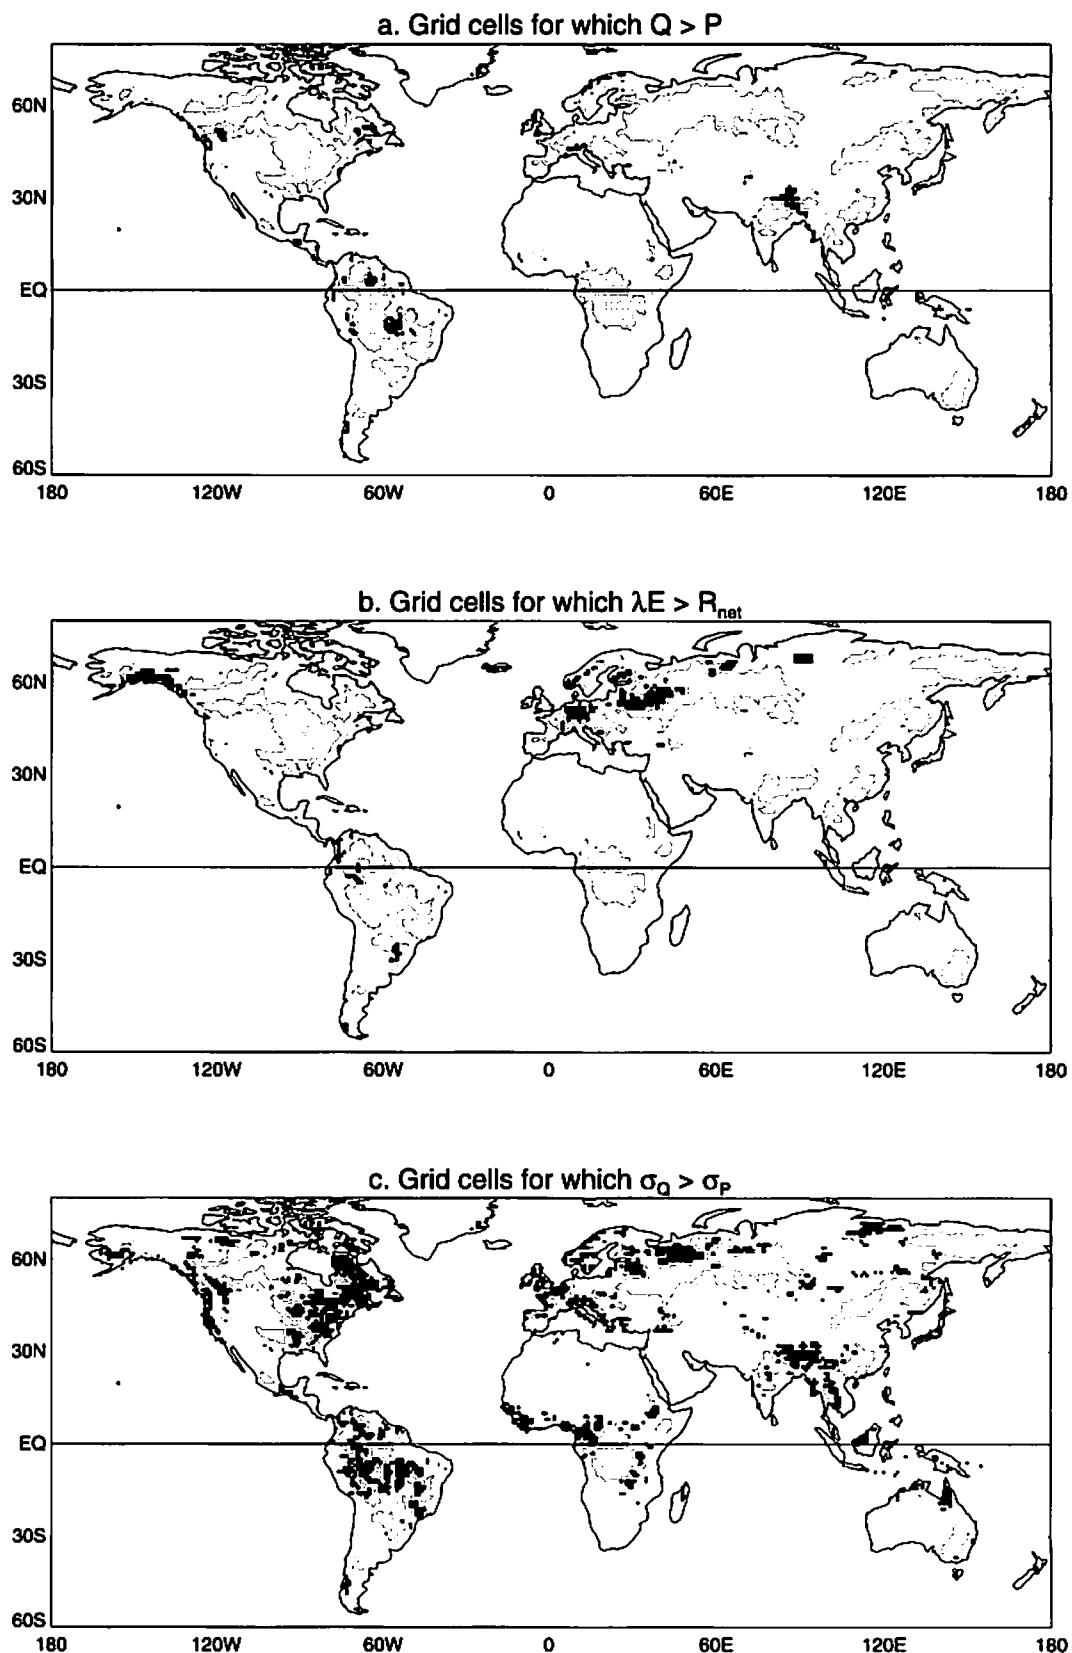 a. Grid cells for which Q > P
60N
30N
EQ
30S
60S
180 120W 60W 0 60E 120E 180
b. Grid cells for which λE > Rnet
60N
30N
EQ
30S
60S
180 120W 60W 0 60E 120E 180
c. Grid cells for which σQ > σP
60N
30N
EQ
30S
60S
180 120W 60W 0 60E 120E 180